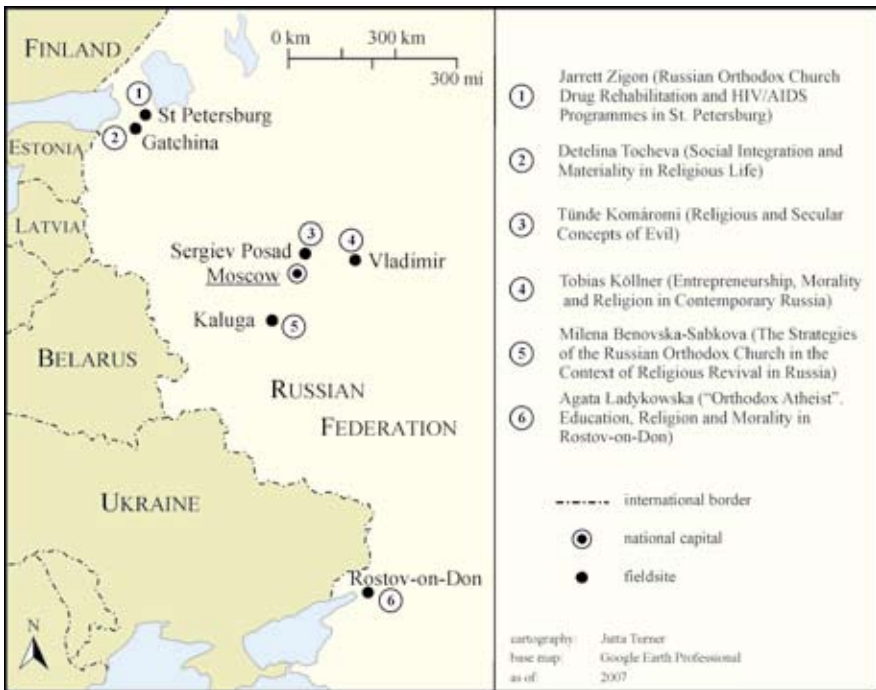 FINLAND
0 km 300 km
300 mi
1
St Petersburg
2
Gatchina
ESTONIA
LATVIA
3
4
Sergiev Posad
Vladimir
Moscow
Kaluga
5
BELARUS
RUSSIAN
FEDERATION
UKRAINE
Rostov-on-Don
6
N
1
Jarrett Zigon (Russian Orthodox Church
Drug Rehabilitation and HIV/AIDS
Programmes in St. Petersburg)
2
Detelina Tocheva (Social Integration and
Materiality in Religious Life)
3
Tünde Komáromi (Religious and Secular
Concepts of Evil)
4
Tobias Köllner (Entrepreneurship, Morality
and Religion in Contemporary Russia)
5
Milena Benovska-Sabkova (The Strategies
of the Russian Orthodox Church in the
Context of Religious Revival in Russia)
6
Agata Ładykowska ("Orthodox Atheist".
Education, Religion and Morality in
Rostov-on-Don)
international border
national capital
fieldsite
cartography: Jutta Turner
base map: Google Earth Professional
as of: 2007